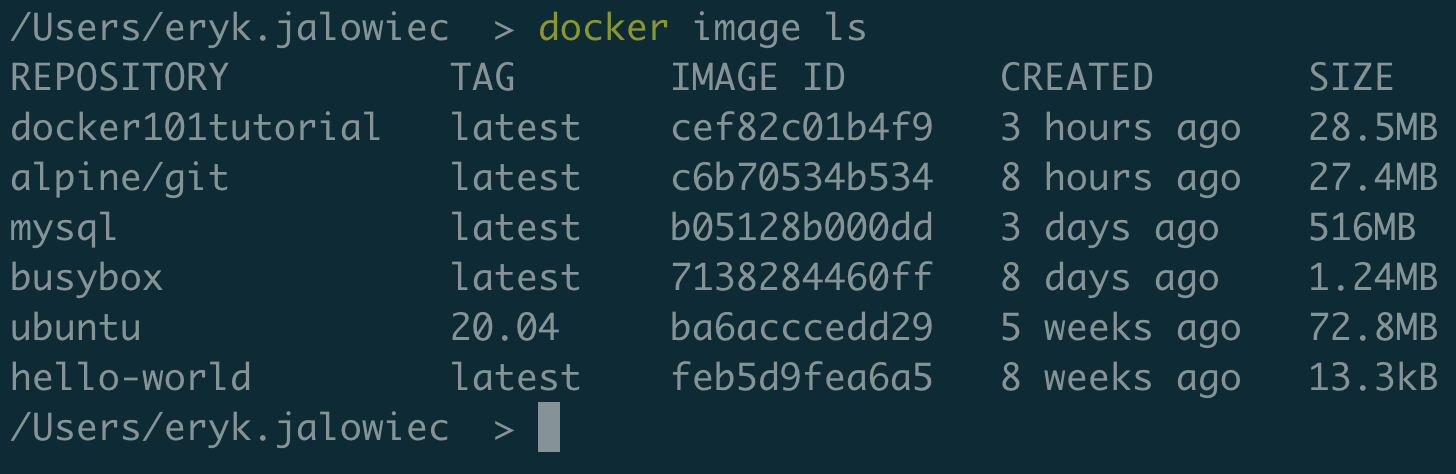 /Users/eryk.jalowiec  > docker image ls
REPOSITORY          TAG       IMAGE ID       CREATED       SIZE
docker101tutorial   latest    cef82c01b4f9   3 hours ago   28.5MB
alpine/git          latest    c6b70534b534   8 hours ago   27.4MB
mysql               latest    b05128b000dd   3 days ago    516MB
busybox             latest    7138284460ff   8 days ago    1.24MB
ubuntu              20.04     ba6acccedd29   5 weeks ago   72.8MB
hello-world         latest    feb5d9fea6a5   8 weeks ago   13.3kB
/Users/eryk.jalowiec  >